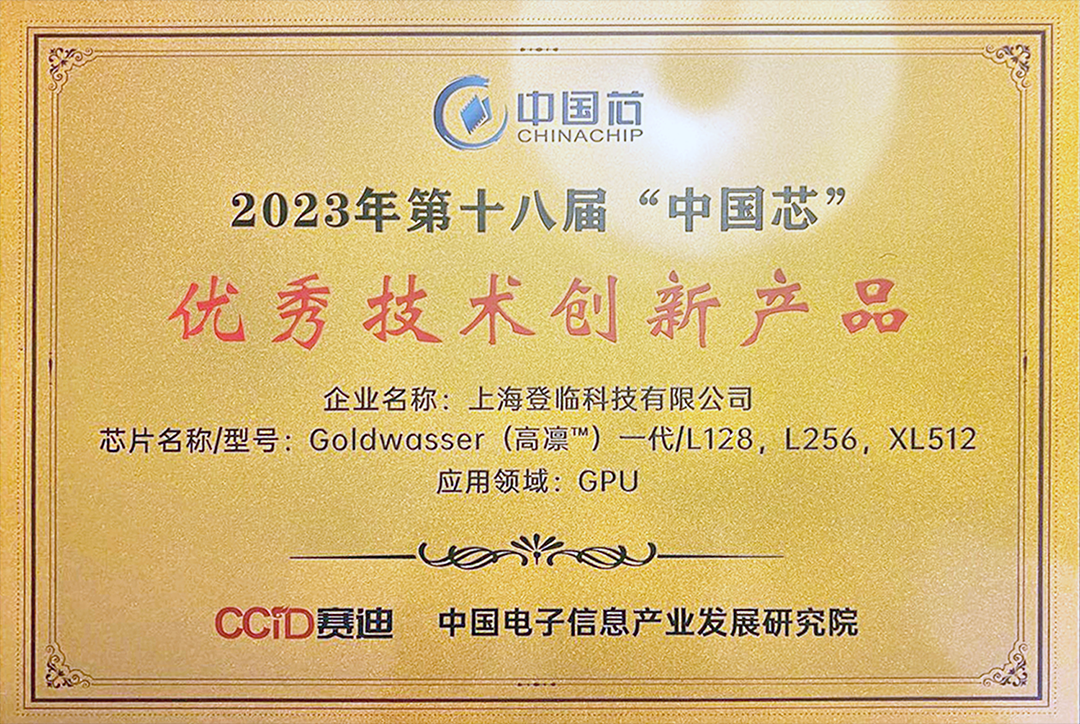 中国芯
CHINACHIP
2023年第十八届“中国芯”
优秀技术创新产品
企业名称：上海登临科技有限公司
芯片名称/型号：Goldwasser（高凛™）一代/L128，L256，XL512
应用领域：GPU
CCID赛迪 中国电子信息产业发展研究院